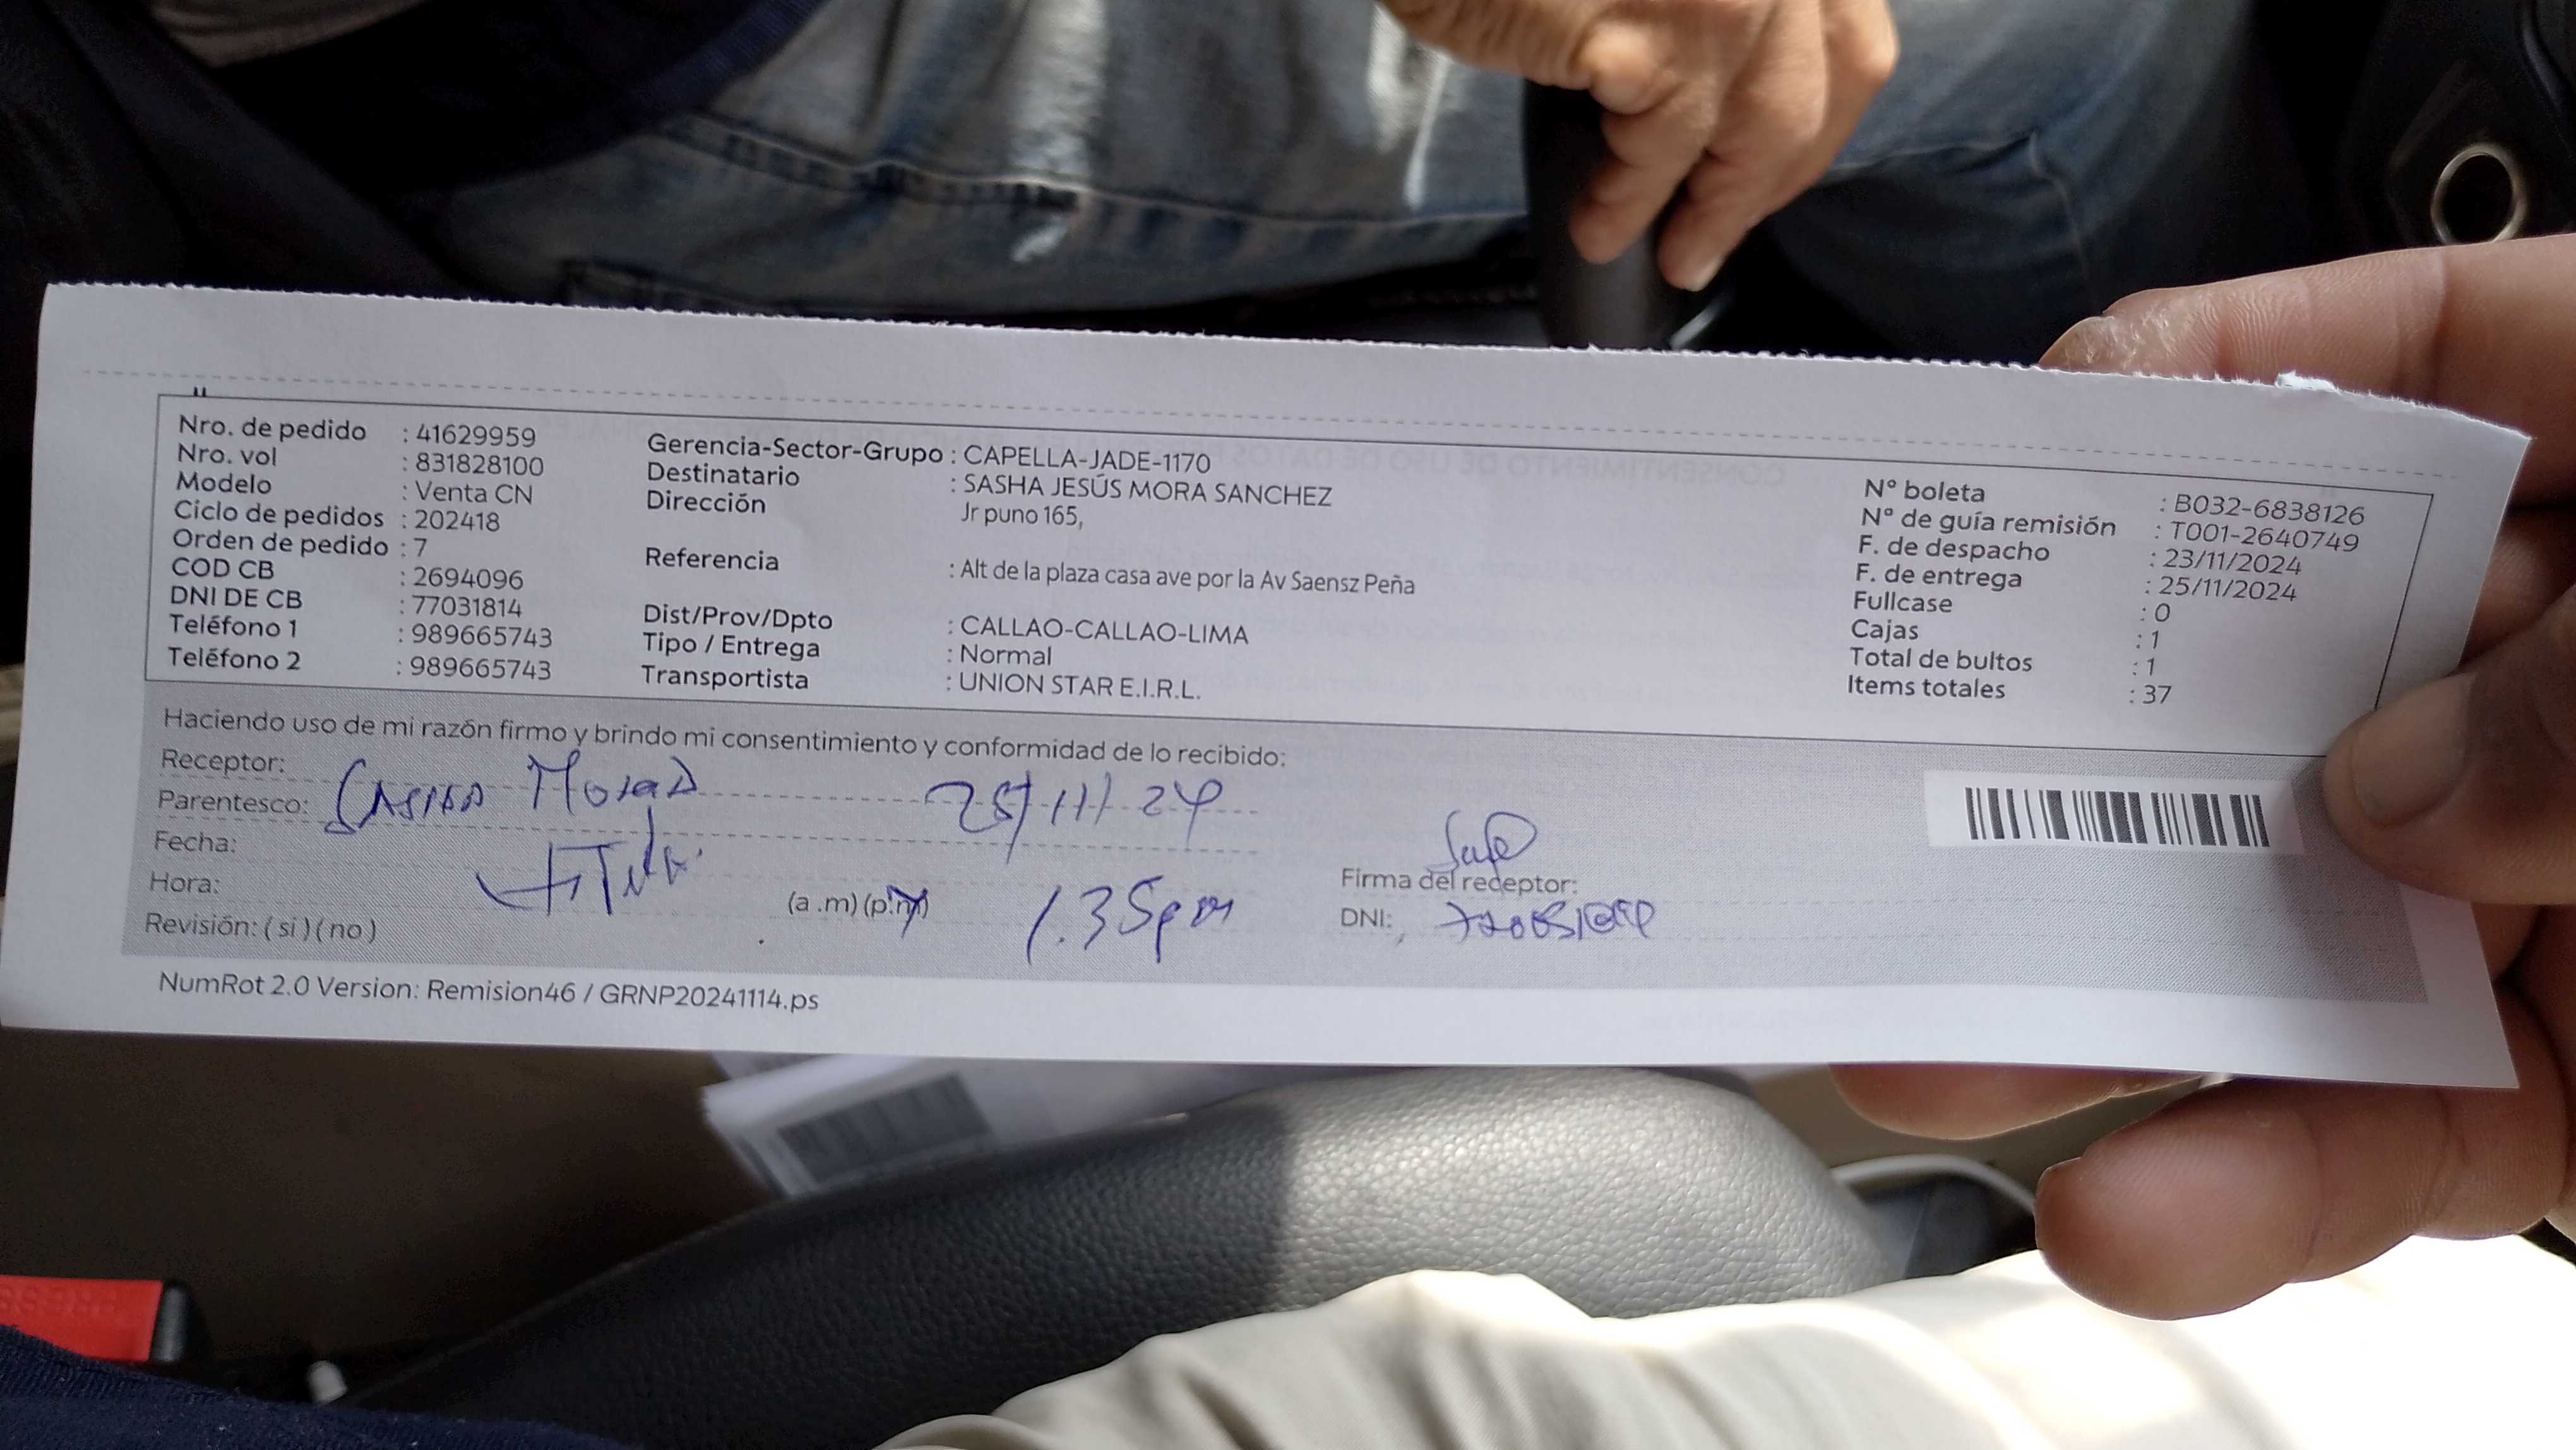 Nro. de pedido : 41629959
Nro. vol : 831828100
Modelo : Venta CN
Ciclo de pedidos : 202418
Orden de pedido : 7
COD CB : 2694096
DNI DE CB : 77031814
Teléfono 1 : 989665743
Teléfono 2 : 989665743
Gerencia-Sector-Grupo : CAPELLA-JADE-1170
Destinatario : SASHA JESÚS MORA SANCHEZ
Dirección Jr puno 165,
Referencia : Alt de la plaza casa ave por la Av Saensz Peña
Dist/Prov/Dpto : CALLAO-CALLAO-LIMA
Tipo / Entrega : Normal
Transportista : UNION STAR E.I.R.L.
N° boleta : B032-6838126
N° de guía remisión : T001-2640749
F. de despacho : 23/11/2024
F. de entrega : 25/11/2024
Fullcase : 0
Cajas : 1
Total de bultos : 1
Items totales : 37
Haciendo uso de mi razón firmo y brindo mi consentimiento y conformidad de lo recibido:
Receptor:
Parentesco: Sasha Mora 25/11/24
Fecha:
Hora: (a .m) (p.m) 1.35pm
Revisión: ( si ) ( no )
Firma del receptor:
DNI:
NumRot 2.0 Version: Remision46 / GRNP20241114.ps